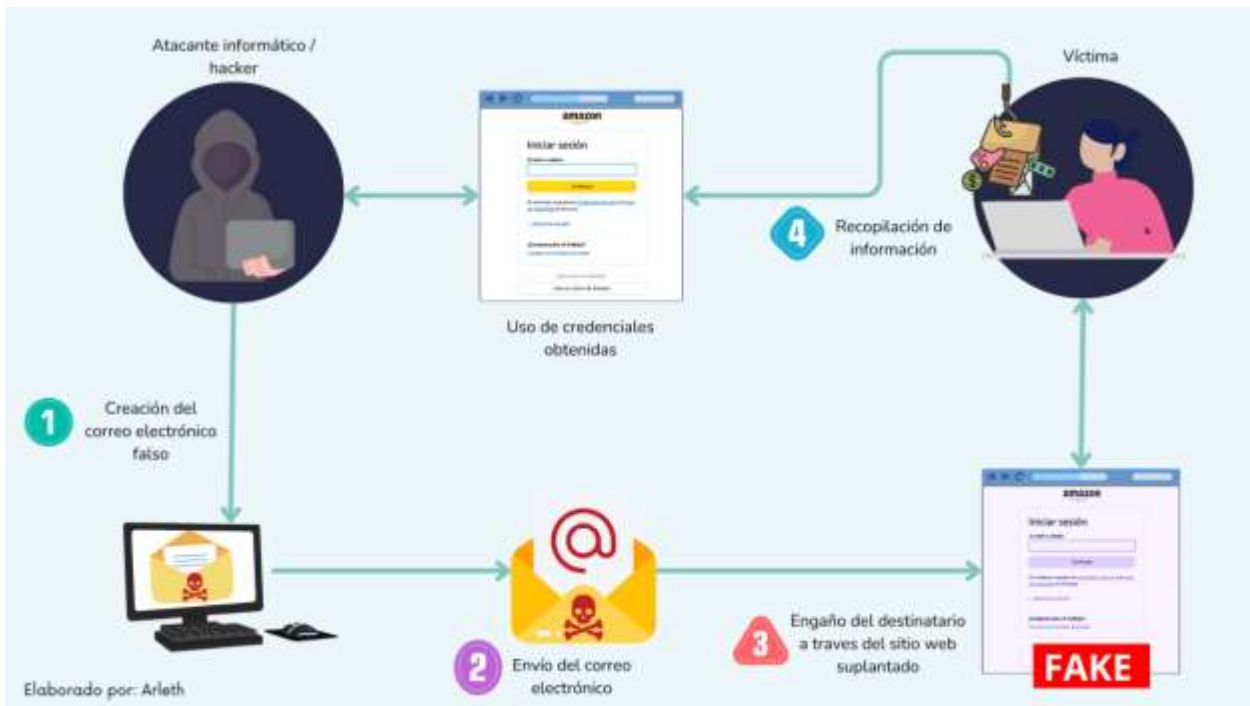 Atacante informático /
hacker
Víctima
amazon
Iniciar sesión
Uso de credenciales
obtenidas
4
Recopilación de
información
1
Creación del
correo electrónico
falso
2
Envío del correo
electrónico
3
Engaño del destinatario
a traves del sitio web
suplantado
amazon
Iniciar sesión
FAKE
Elaborado por: Arleth